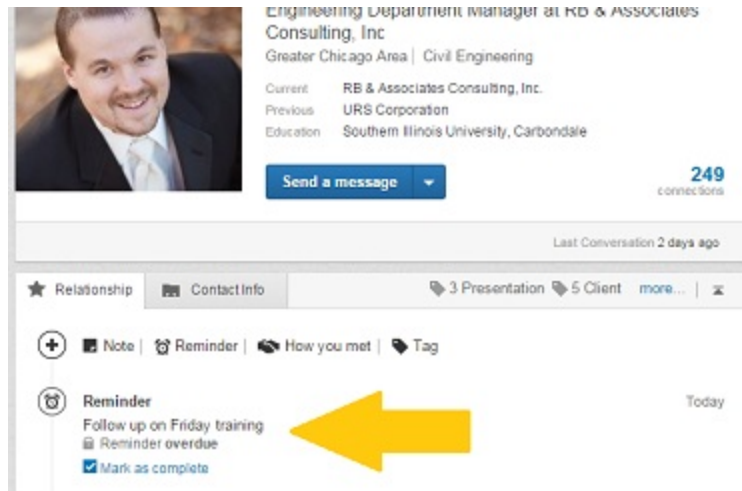 Engineering Department Manager at RB & Associates
Consulting, Inc
Greater Chicago Area | Civil Engineering
Current RB & Associates Consulting, Inc.
Previous URS Corporation
Education Southern Illinois University, Carbondale
Send a message
249
connections
Last Conversation 2 days ago
Relationship Contact Info 3 Presentation 5 Client more... |
Note | Reminder | How you met | Tag
Reminder Today
Follow up on Friday training
Reminder overdue
Mark as complete